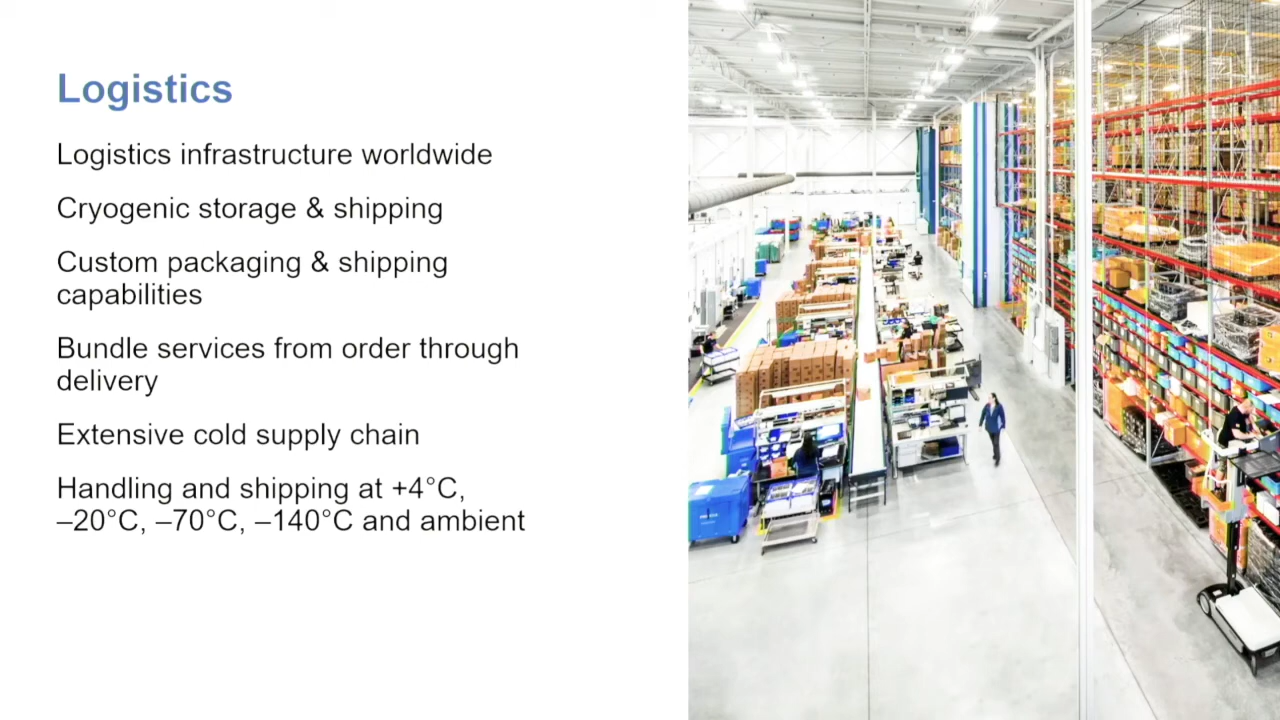 Logistics
Logistics infrastructure worldwide
Cryogenic storage & shipping
Custom packaging & shipping
capabilities
Bundle services from order through
delivery
Extensive cold supply chain
Handling and shipping at +4°C,
–20°C, –70°C, –140°C and ambient